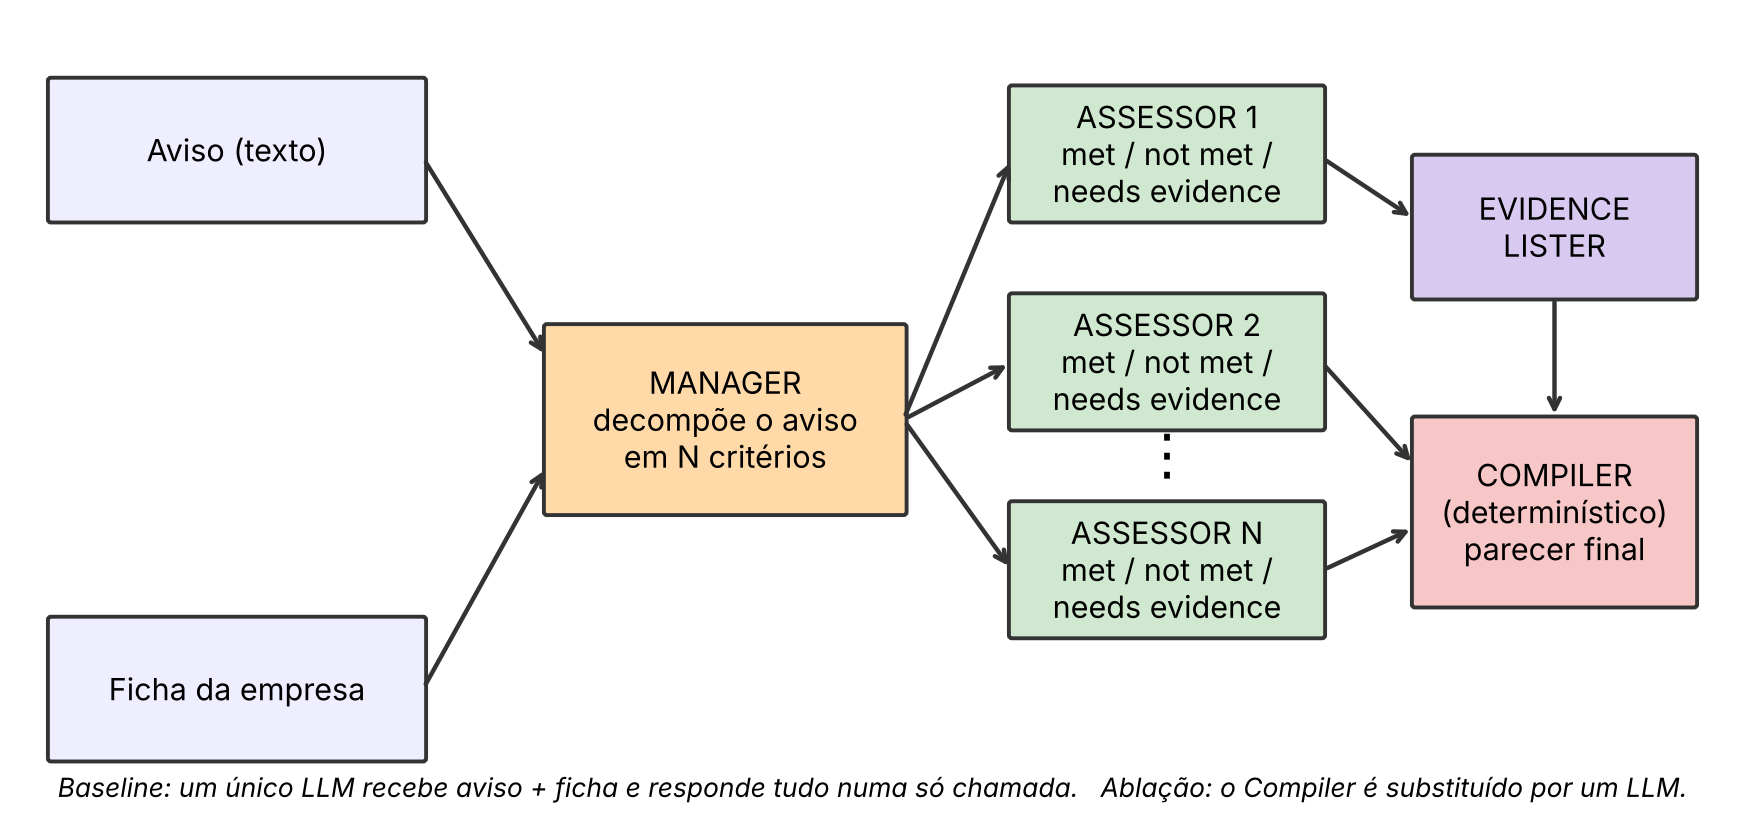 Aviso (texto)
Ficha da empresa
MANAGER
decompõe o aviso
em N critérios
ASSESSOR 1
met / not met /
needs evidence
ASSESSOR 2
met / not met /
needs evidence
ASSESSOR N
met / not met /
needs evidence
EVIDENCE
LISTER
COMPILER
(determinístico)
parecer final
Baseline: um único LLM recebe aviso + ficha e responde tudo numa só chamada. Ablação: o Compiler é substituído por um LLM.